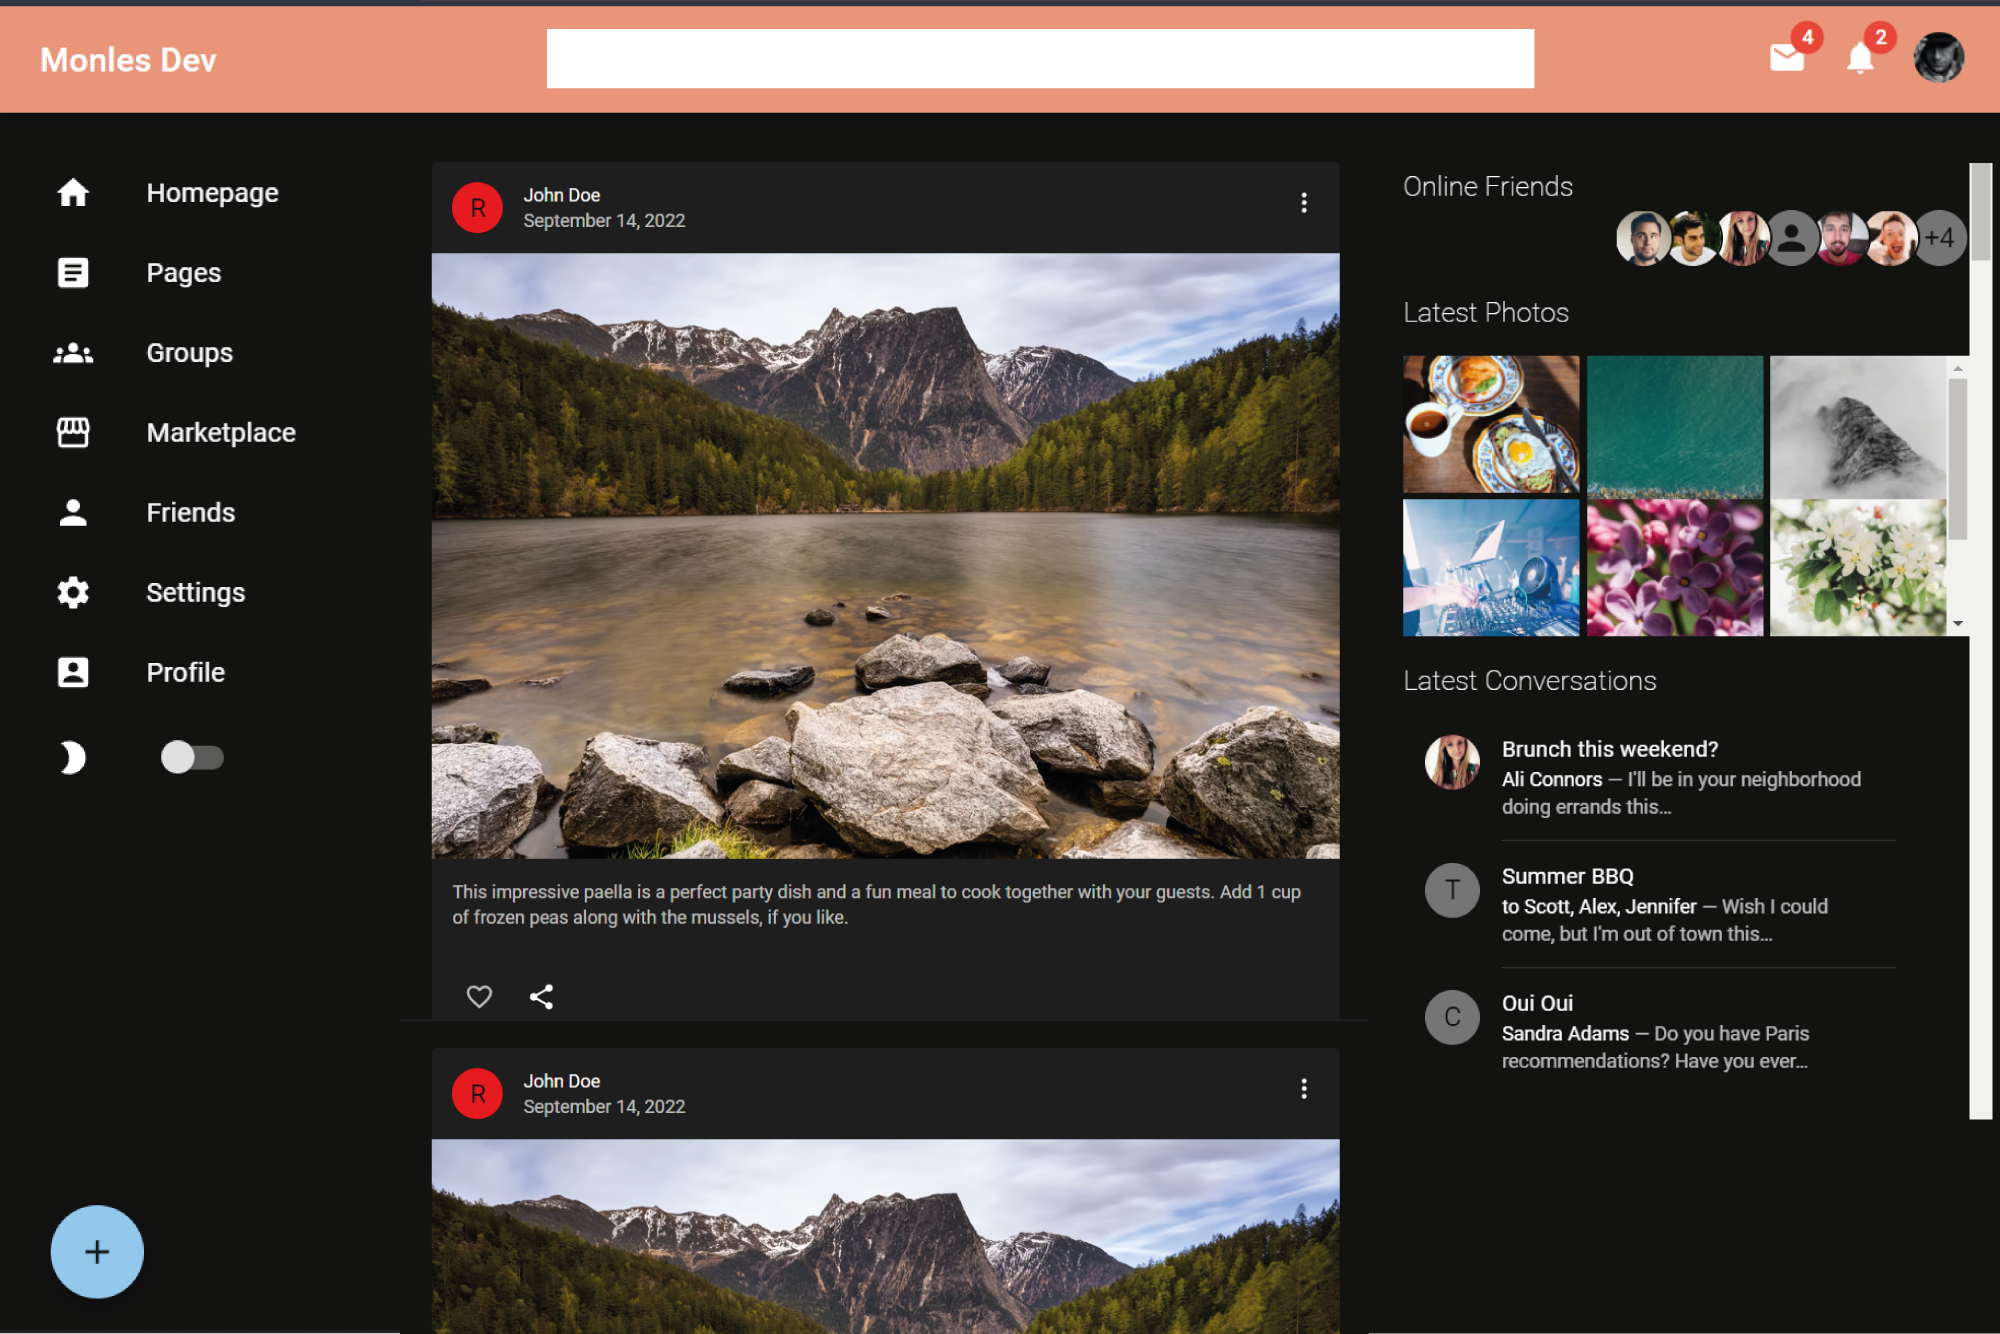 Monles Dev
4
2
Homepage
Pages
Groups
Marketplace
Friends
Settings
Profile
R
John Doe
September 14, 2022
This impressive paella is a perfect party dish and a fun meal to cook together with your guests. Add 1 cup
of frozen peas along with the mussels, if you like.
R
John Doe
September 14, 2022
Online Friends
+4
Latest Photos
Latest Conversations
Brunch this weekend?
Ali Connors — I'll be in your neighborhood
doing errands this…
T
Summer BBQ
to Scott, Alex, Jennifer — Wish I could
come, but I'm out of town this…
C
Oui Oui
Sandra Adams — Do you have Paris
recommendations? Have you ever…